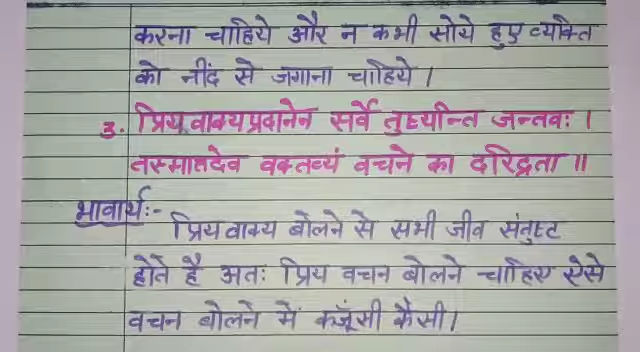 करना चाहिये और न कभी सोये हुए व्यक्ति
को नींद से जगाना चाहिये।
3. प्रियवाक्यप्रदानेन सर्वे तुष्यन्ति जन्तवः।
तस्मातदेव वक्तव्यं वचने का दरिद्रता॥
भावार्थ:-
प्रिय वाक्य बोलने से सभी जीव संतुष्ट
होते है अतः प्रिय वचन बोलने चाहिए ऐसे
वचन बोलने में कजूंसी कैसी।